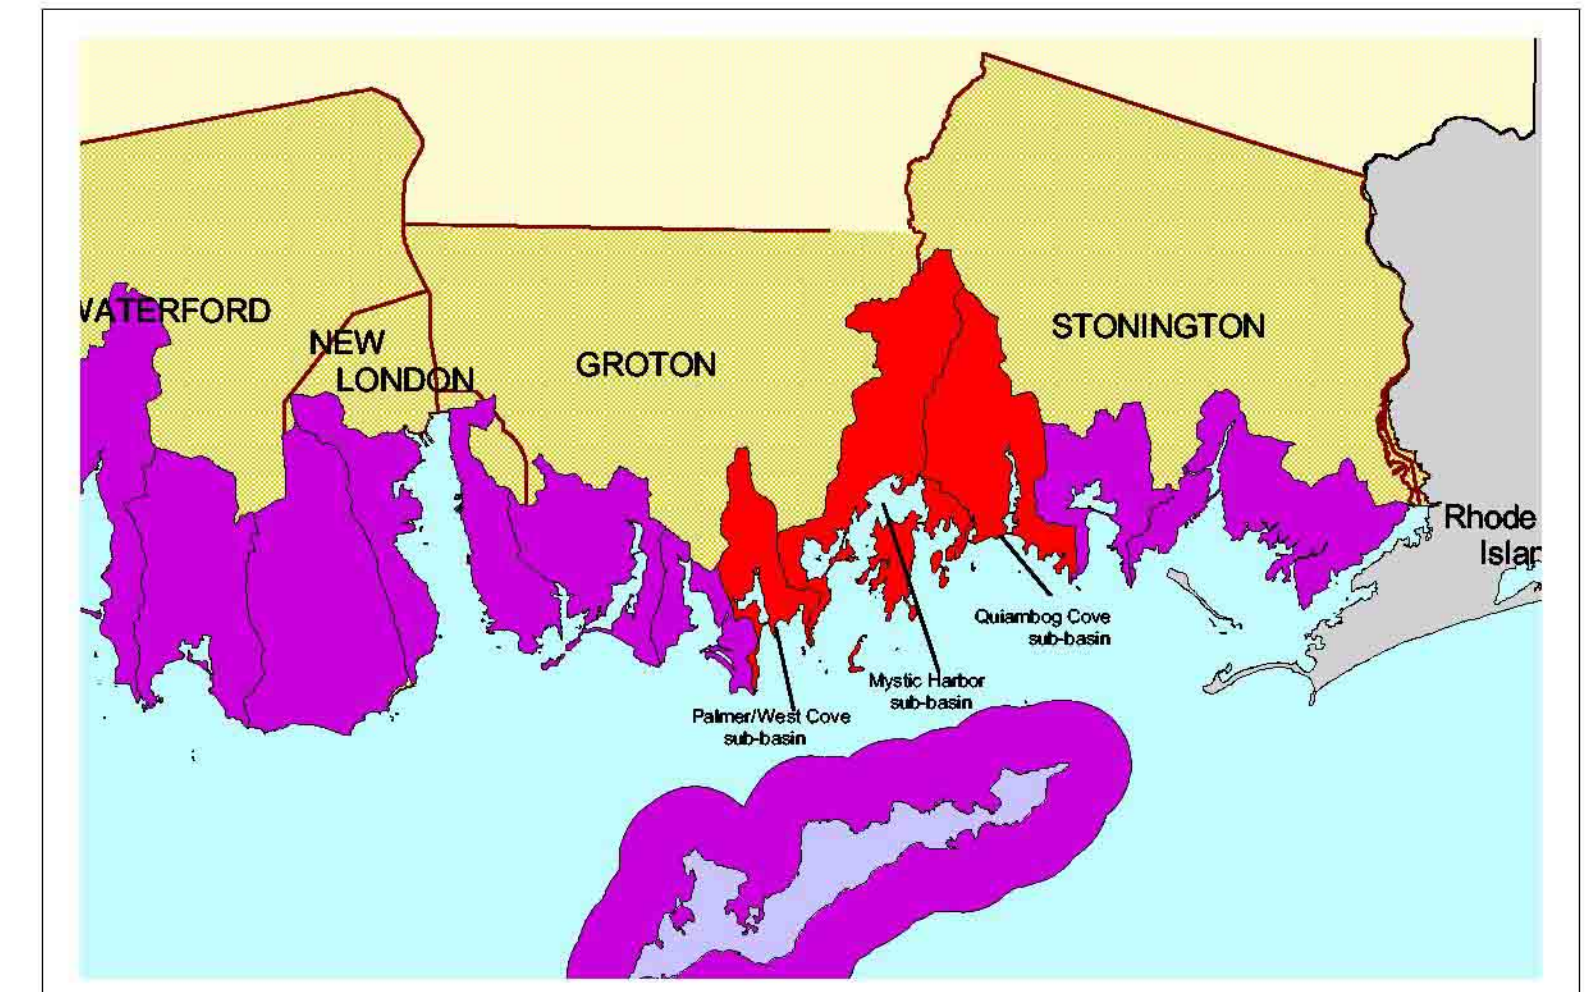 WATERFORD
NEW
LONDON
GROTON
STONINGTON
Rhode
Islan
Quiambog Cove
sub-basin
Mystic Harbor
sub-basin
Palmer/West Cove
sub-basin